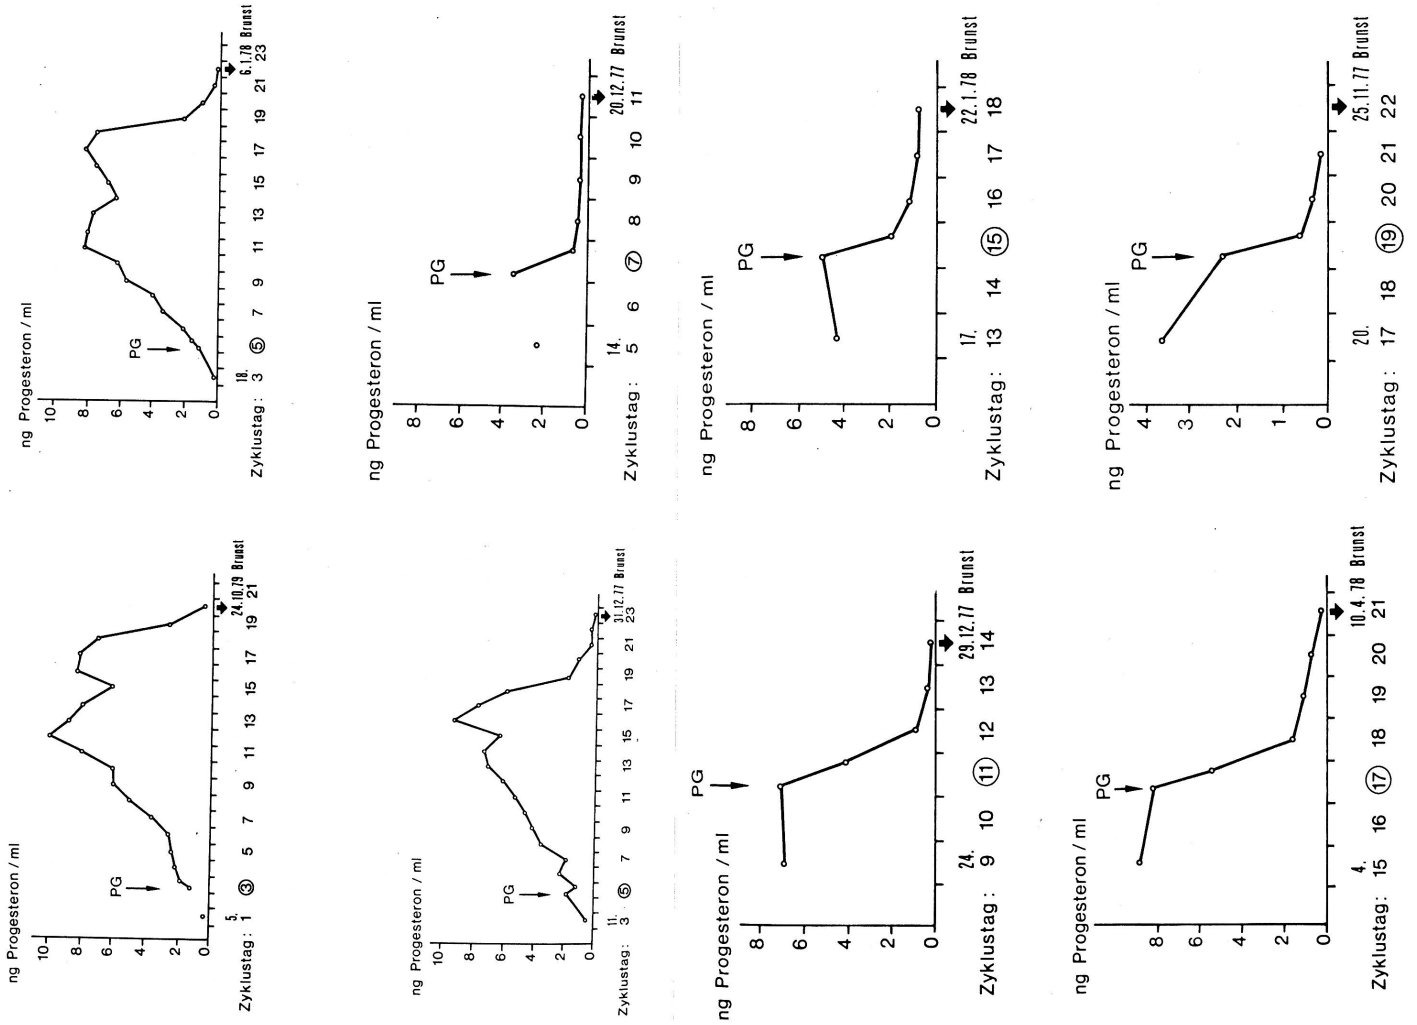 ng Progesteron / ml
10
8
6
4
2
0
PG
5. 24.10.79 Brunst
Zyklustag : 1 3 5 7 9 11 13 15 17 19 21
ng Progesteron / ml
10
8
6
4
2
0
PG
18. 6.1.78 Brunst
Zyklustag : 3 5 7 9 11 13 15 17 19 21 23
ng Progesteron / ml
10
8
6
4
2
0
PG
11. 31.12.77 Brunst
Zyklustag : 3 5 7 9 11 13 15 17 19 21 23
ng Progesteron / ml
8
6
4
2
0
PG
14. 20.12.77 Brunst
Zyklustag : 5 6 7 8 9 10 11
ng Progesteron / ml
8
6
4
2
0
PG
24. 29.12.77 Brunst
Zyklustag : 9 10 11 12 13 14
ng Progesteron / ml
8
6
4
2
0
PG
17. 22.1.78 Brunst
Zyklustag : 13 14 15 16 17 18
ng Progesteron / ml
8
6
4
2
0
PG
4. 10.4.78 Brunst
Zyklustag : 15 16 17 18 19 20 21
ng Progesteron / ml
4
3
2
1
0
PG
20. 25.11.77 Brunst
Zyklustag : 17 18 19 20 21 22